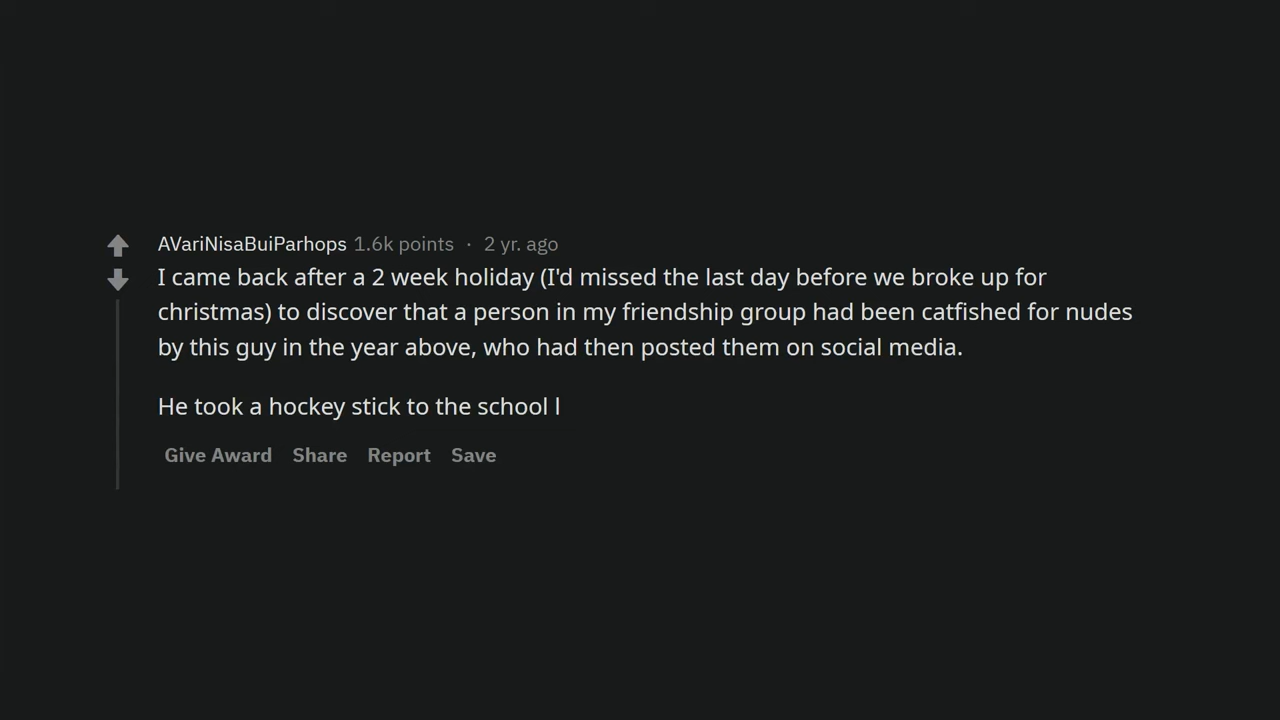 AVariNisaBuiParhops 1.6k points · 2 yr. ago
I came back after a 2 week holiday (I'd missed the last day before we broke up for
christmas) to discover that a person in my friendship group had been catfished for nudes
by this guy in the year above, who had then posted them on social media.
He took a hockey stick to the school l
Give Award Share Report Save